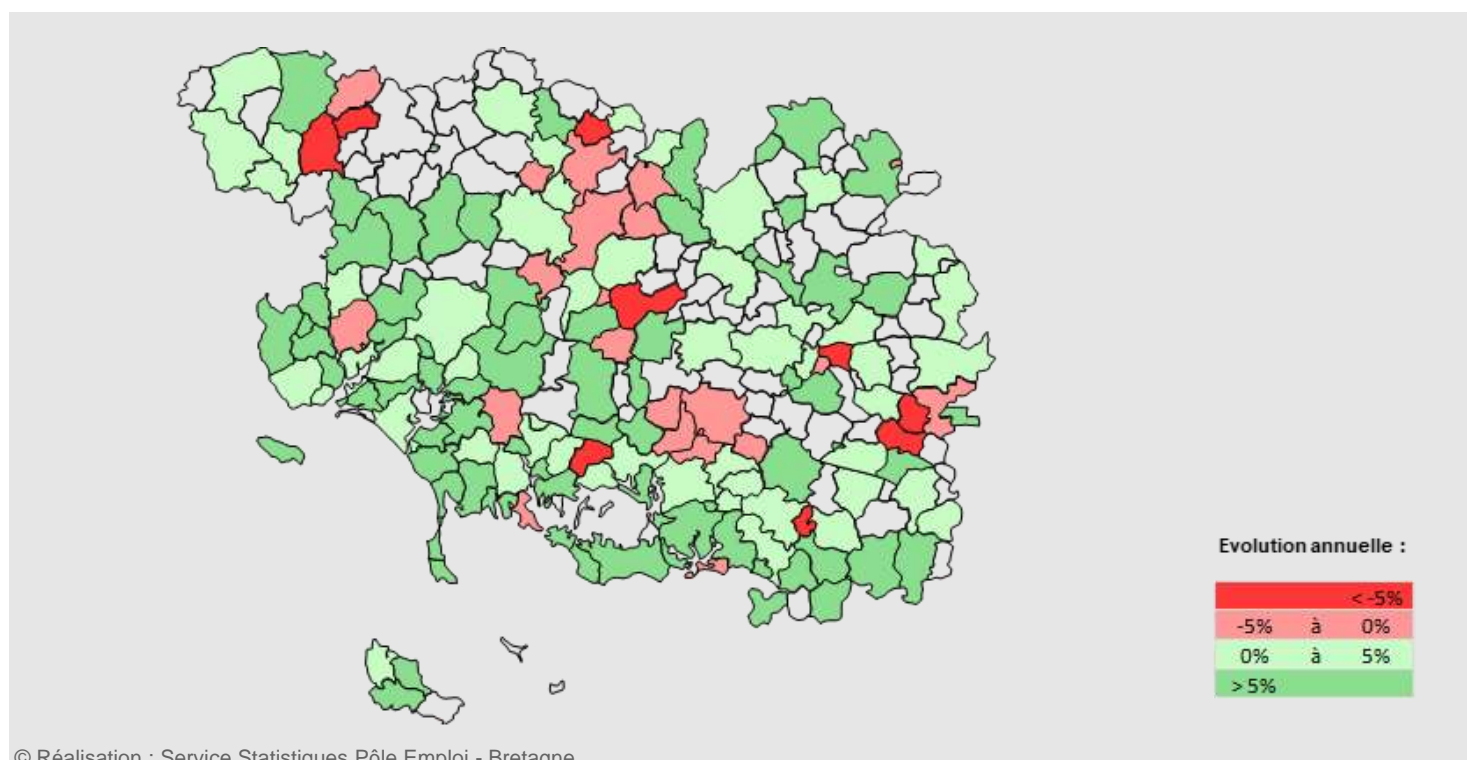 Evolution annuelle :
< -5%
-5% à 0%
0% à 5%
> 5%
© Réalisation : Service Statistiques Pôle Emploi - Bretagne